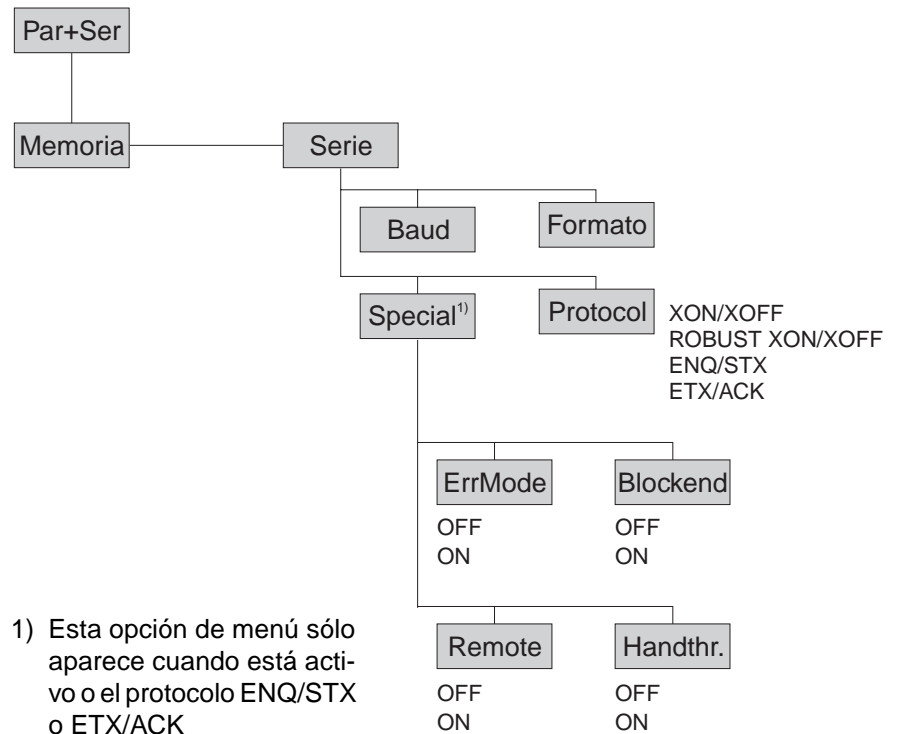 Par+Ser
Memoria
Serie
Baud
Formato
Special1)
Protocol
XON/XOFF
ROBUST XON/XOFF
ENQ/STX
ETX/ACK
ErrMode
Blockend
OFF
OFF
ON
ON
Remote
Handthr.
OFF
OFF
ON
ON
1) Esta opción de menú sólo
aparece cuando está acti-
vo o el protocolo ENQ/STX
o ETX/ACK